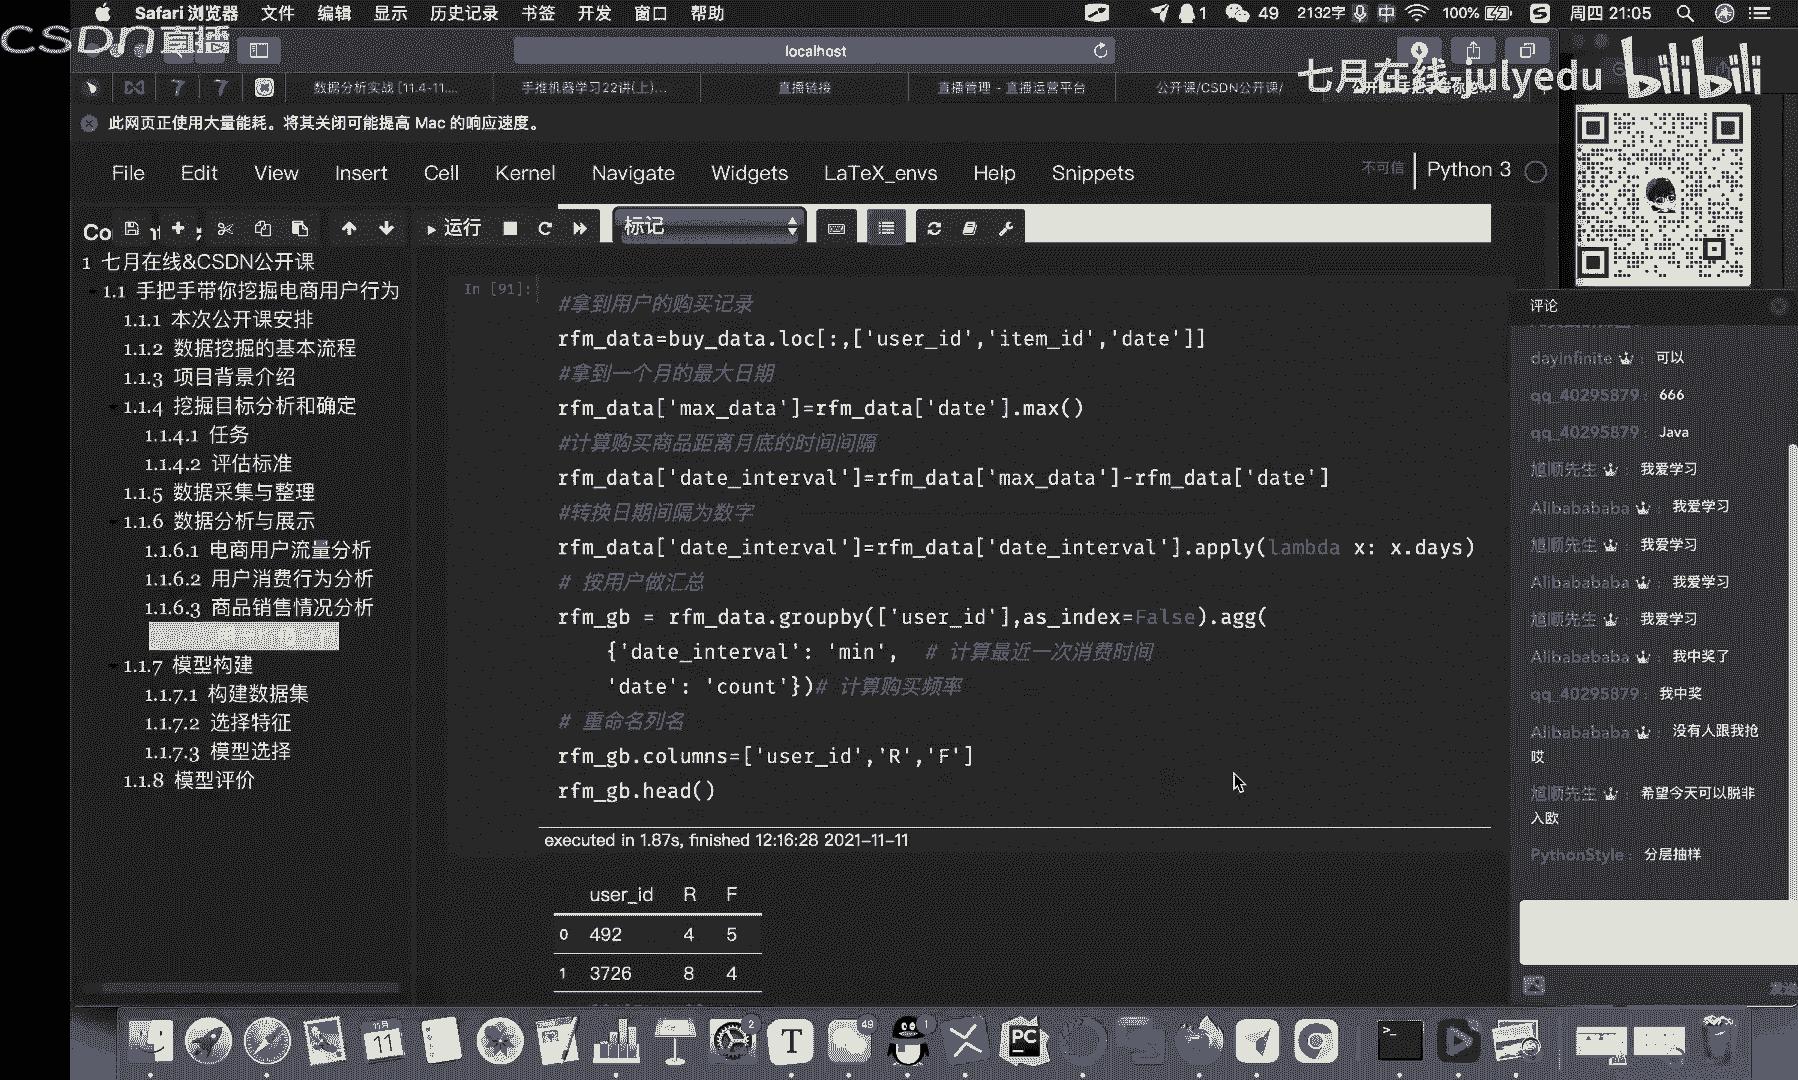 Safari 浏览器 文件 编辑 显示 历史记录 书签 开发 窗口 帮助
1 49 2132字 中 100% 周四 21:05
CSDN直播
localhost
七月在线-julyedu bilibili
数据分析实战 [11.4-11....
手推机器学习22讲(上)...
直播链接
直播管理 - 直播运营平台
公开课/CSDN公开课/
此网页正使用大量能耗。将其关闭可能提高 Mac 的响应速度。
File Edit View Insert Cell Kernel Navigate Widgets LaTeX_envs Help Snippets
不可信 Python 3
运行
标记
1 七月在线&CSDN公开课
1.1 手把手带你挖掘电商用户行为
1.1.1 本次公开课安排
1.1.2 数据挖掘的基本流程
1.1.3 项目背景介绍
1.1.4 挖掘目标分析和确定
1.1.4.1 任务
1.1.4.2 评估标准
1.1.5 数据采集与整理
1.1.6 数据分析与展示
1.1.6.1 电商用户流量分析
1.1.6.2 用户消费行为分析
1.1.6.3 商品销售情况分析
1.1.7 模型构建
1.1.7.1 构建数据集
1.1.7.2 选择特征
1.1.7.3 模型选择
1.1.8 模型评价
In [91]:
#拿到用户的购买记录
rfm_data=buy_data.loc[:,['user_id','item_id','date']]
#拿到一个月的最大日期
rfm_data['max_data']=rfm_data['date'].max()
#计算购买商品距离月底的时间间隔
rfm_data['date_interval']=rfm_data['max_data']-rfm_data['date']
#转换日期间隔为数字
rfm_data['date_interval']=rfm_data['date_interval'].apply(lambda x: x.days)
# 按用户做汇总
rfm_gb = rfm_data.groupby(['user_id'],as_index=False).agg(
{'date_interval': 'min', # 计算最近一次消费时间
'date': 'count'})# 计算购买频率
# 重命名列名
rfm_gb.columns=['user_id','R','F']
rfm_gb.head()
executed in 1.87s, finished 12:16:28 2021-11-11
user_id R F
0 492 4 5
1 3726 8 4
评论
dayinfinite : 可以
qq_40295879 : 666
qq_40295879 : Java
尴顺先生 : 我爱学习
Alibabababa : 我爱学习
尴顺先生 : 我爱学习
Alibabababa : 我爱学习
尴顺先生 : 我爱学习
Alibabababa : 我中奖了
qq_40295879 : 我中奖
Alibabababa : 没有人跟我抢
哎
尴顺先生 : 希望今天可以脱非
入欧
PythonStyle : 分层抽样
11月
11
2
T
49
1
PC